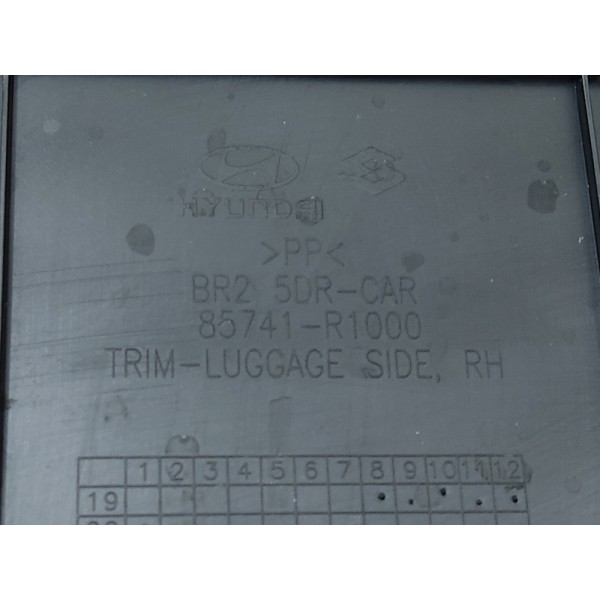 HYUNDAI
>PP<
BR2 5DR-CAR
85741-R1000
TRIM-LUGGAGE SIDE, RH
1 2 3 4 5 6 7 8 9 10 11 12
19